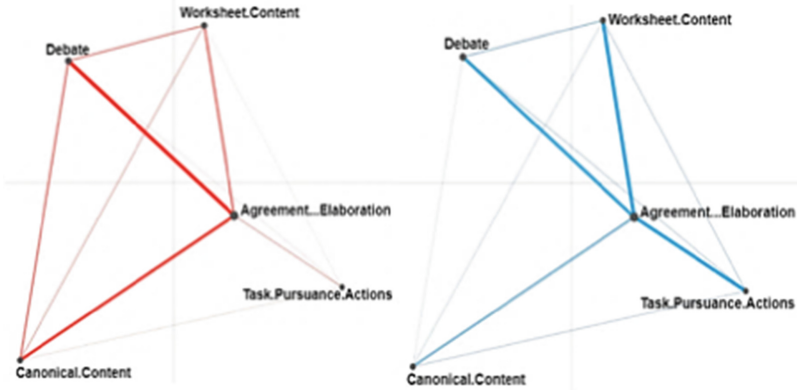 Worksheet.Content
Debate
Agreement...Elaboration
Task.Pursuance.Actions
Canonical.Content
Worksheet.Content
Debate
Agreement...Elaboration
Task.Pursuance.Actions
Canonical.Content